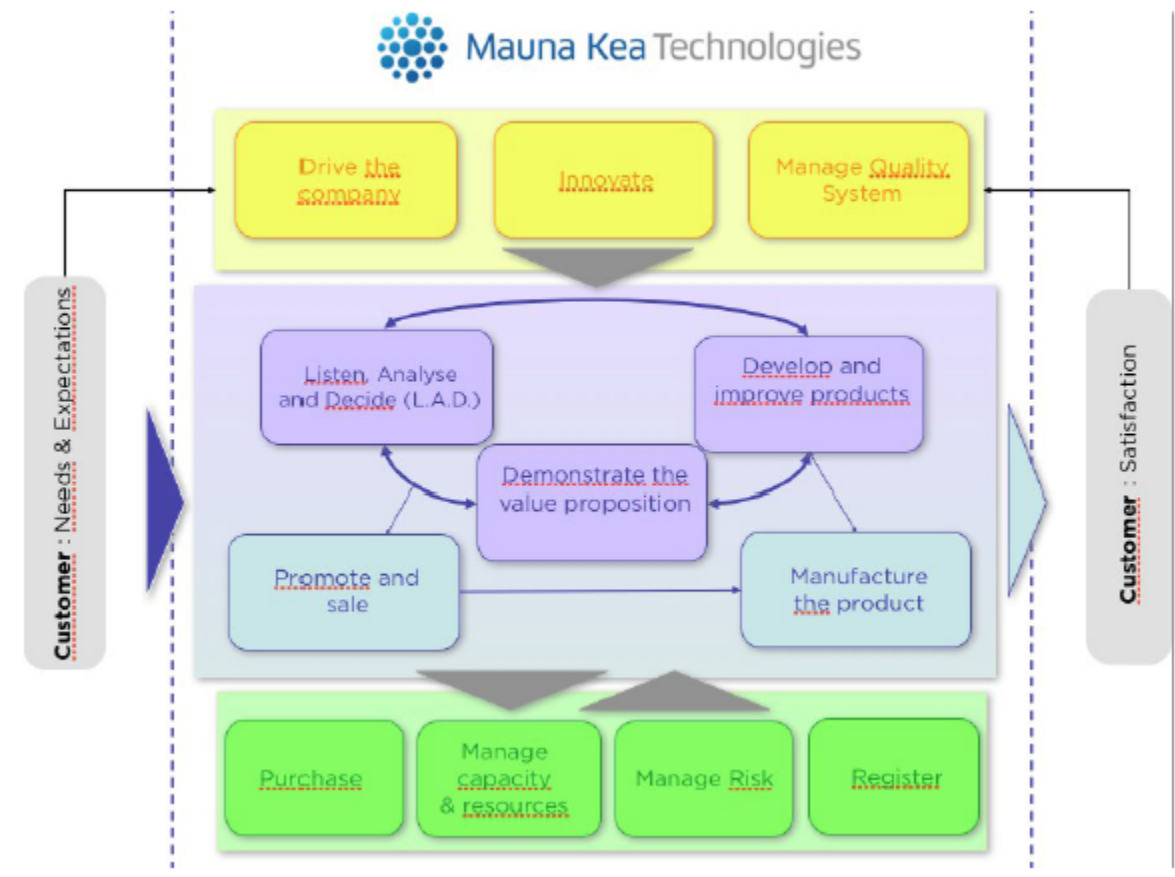 Mauna Kea Technologies
Drive the
company
Innovate
Manage Quality
System
Customer : Needs & Expectations
Listen, Analyse
and Decide (L.A.D.)
Develop and
improve products
Demonstrate the
value proposition
Promote and
sale
Manufacture
the product
Customer : Satisfaction
Purchase
Manage
capacity
& resources
Manage Risk
Register